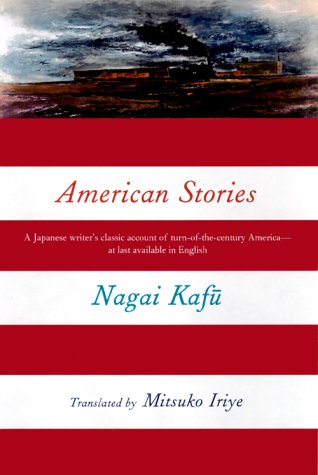 American Stories
A Japanese writer's classic account of turn-of-the-century America—
at last available in English
Nagai Kafū
Translated by Mitsuko Iriye